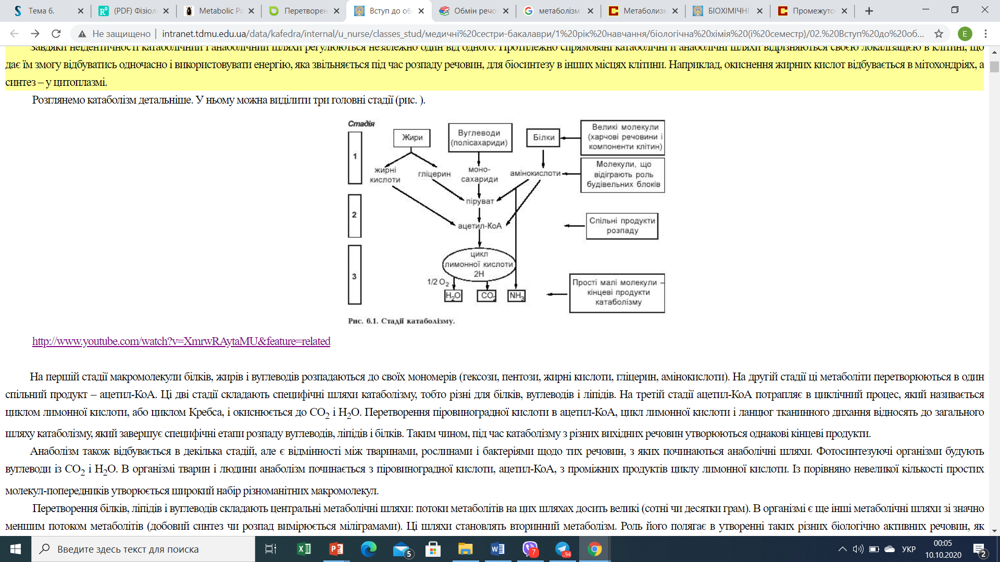 Тема 6.
(PDF) Фізіол
Metabolic Pa
Перетворен
Вступ до об
Обмін речо
метаболізм
Метаболизм
БІОХІМІЧНІ
Промежуто
Не защищено
intranet.tdmu.edu.ua/data/kafedra/internal/u_nurse/classes_stud/медичні%20сестри-бакалаври/1%20рік%20навчання/біологічна%20хімія%20(і%20семестр)/02.%20Вступ%20до%20об...
E
Завдяки неідентичності катаболічний і анаболічний шляхи регулюються незалежно один від одного. Протилежно спрямовані катаболічні й анаболічні шляхи відрізняються своєю локалізацією в клітині, що
дає їм змогу відбуватись одночасно і використовувати енергію, яка звільняється під час розпаду речовин, для біосинтезу в інших місцях клітини. Наприклад, окиснення жирних кислот відбувається в мітохондріях, а
синтез – у цитоплазмі.
Розглянемо катаболізм детальніше. У ньому можна виділити три головні стадії (рис. ).
Стадія
1
Жири
Вуглеводи
(полісахариди)
Білки
Великі молекули
(харчові речовини і
компоненти клітин)
жирні
кислоти
гліцерин
моно-
сахариди
амінокислоти
Молекули, що
відіграють роль
будівельних блоків
2
піруват
ацетил-КоА
Спільні продукти
розпаду
3
цикл
лимонної кислоти
2H
1/2 O2
H2O
CO2
NH3
Прості малі молекули –
кінцеві продукти
катаболізму
Рис. 6.1. Стадії катаболізму.
http://www.youtube.com/watch?v=XmrwRAytaMU&feature=related
На першій стадії макромолекули білків, жирів і вуглеводів розпадаються до своїх мономерів (гексози, пентози, жирні кислоти, гліцерин, амінокислоти). На другій стадії ці метаболіти перетворюються в один
спільний продукт – ацетил-КоА. Ці дві стадії складають специфічні шляхи катаболізму, тобто різні для білків, вуглеводів і ліпідів. На третій стадії ацетил-КоА потрапляє в циклічний процес, який називається
циклом лимонної кислоти, або циклом Кребса, і окиснюється до CO2 і H2O. Перетворення піровиноградної кислоти в ацетил-КоА, цикл лимонної кислоти і ланцюг тканинного дихання відносять до загального
шляху катаболізму, який завершує специфічні етапи розпаду вуглеводів, ліпідів і білків. Таким чином, під час катаболізму з різних вихідних речовин утворюються однакові кінцеві продукти.
Анаболізм також відбувається в декілька стадій, але є відмінності між тваринами, рослинами і бактеріями щодо тих речовин, з яких починаються анаболічні шляхи. Фотосинтезуючі організми будують
вуглеводи із CO2 і H2O. В організмі тварин і людини анаболізм починається з піровиноградної кислоти, ацетил-КоА, з проміжних продуктів циклу лимонної кислоти. Із порівняно невеликої кількості простих
молекул-попередників утворюється широкий набір різноманітних макромолекул.
Перетворення білків, ліпідів і вуглеводів складають центральні метаболічні шляхи: потоки метаболітів на цих шляхах досить великі (сотні чи десятки грам). В організмі є ще інші метаболічні шляхи зі значно
меншим потоком метаболітів (добовий синтез чи розпад вимірюється міліграмами). Ці шляхи становлять вторинний метаболізм. Роль його полягає в утворенні таких різних біологічно активних речовин, як
Введите здесь текст для поиска
5
7
..94
УКР
00:05
10.10.2020
2